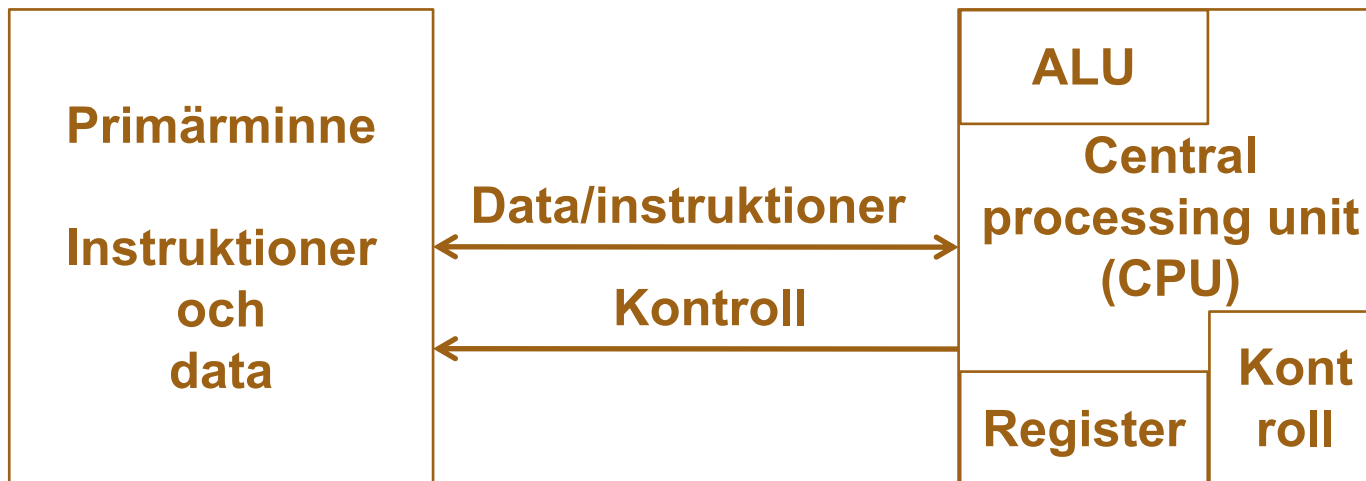 Primärminne
Instruktioner
och
data
Data/instruktioner
Kontroll
ALU
Central
processing unit
(CPU)
Register
Kont
roll